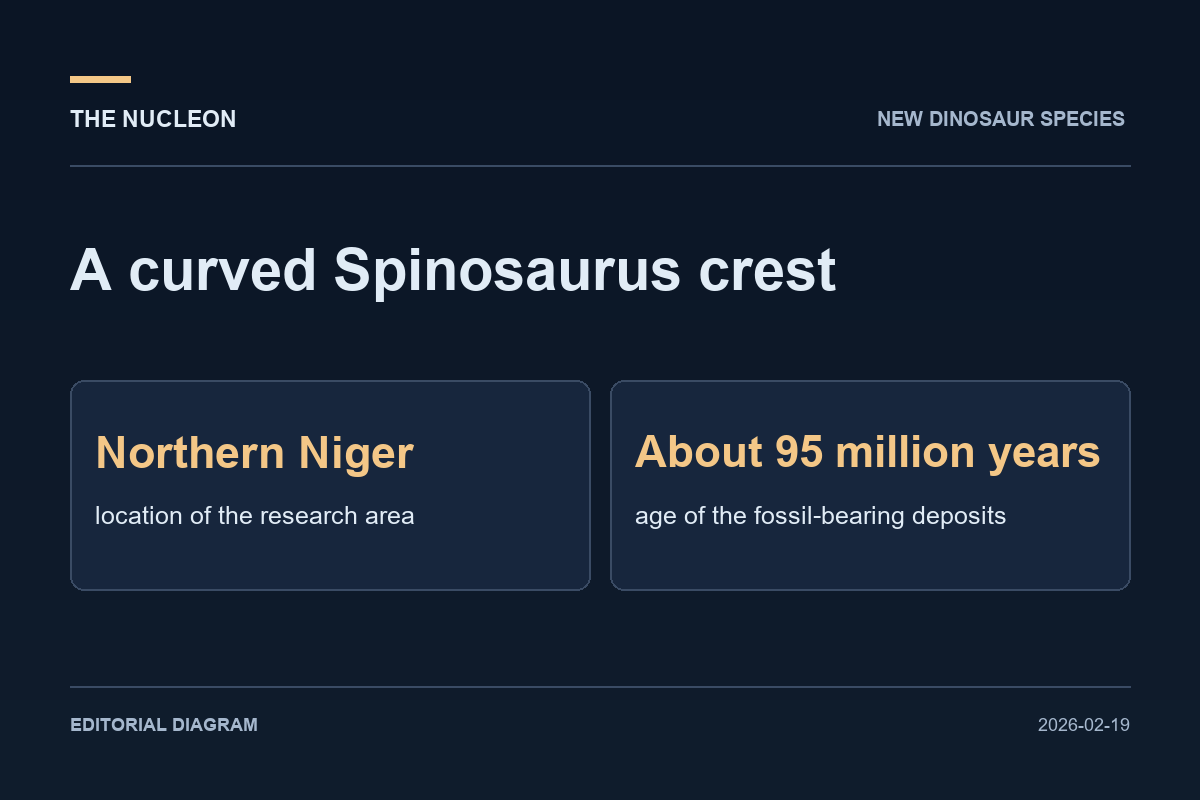 THE NUCLEON
NEW DINOSAUR SPECIES
A curved Spinosaurus crest
Northern Niger
location of the research area
About 95 million years
age of the fossil-bearing deposits
EDITORIAL DIAGRAM
2026-02-19